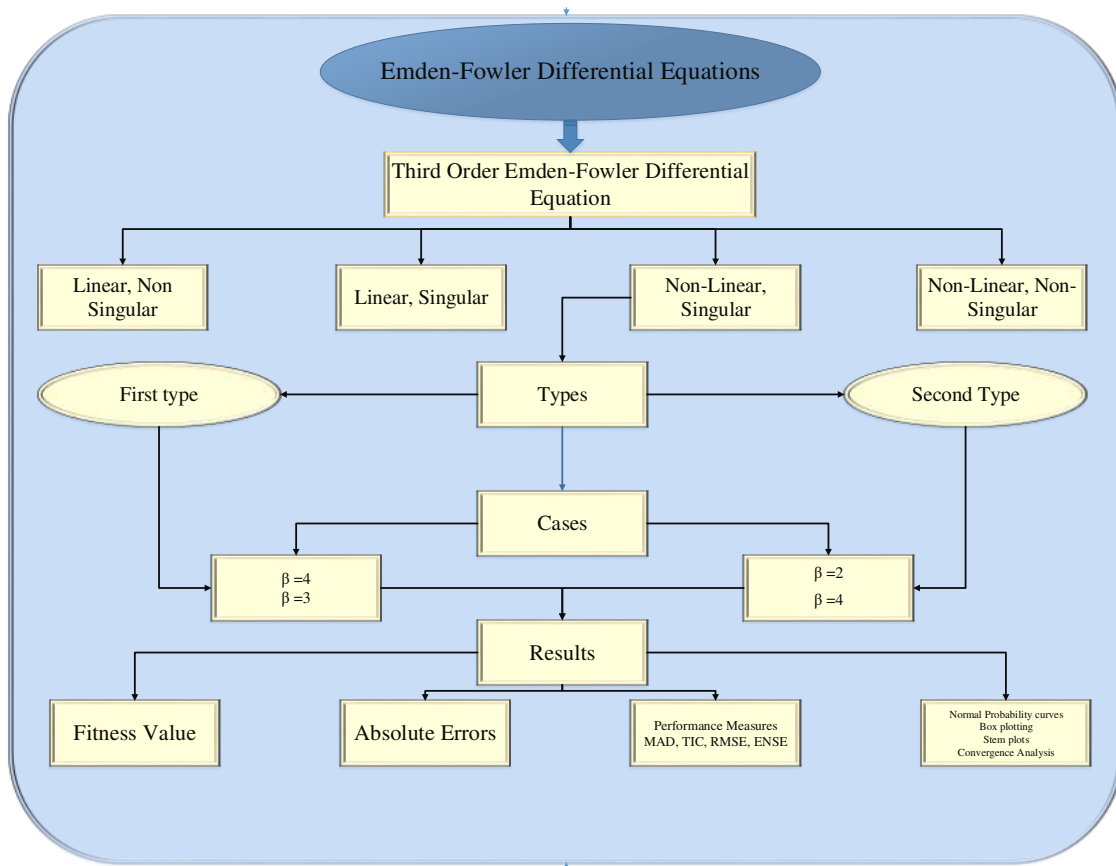 Emden-Fowler Differential Equations
Third Order Emden-Fowler Differential
Equation
Linear, Non
Singular
Linear, Singular
Non-Linear,
Singular
Non-Linear, Non-
Singular
First type
Types
Second Type
Cases
β =4
β =3
β =2
β =4
Results
Fitness Value
Absolute Errors
Performance Measures
MAD, TIC, RMSE, ENSE
Normal Probability curves
Box plotting
Stem plots
Convergence Analysis